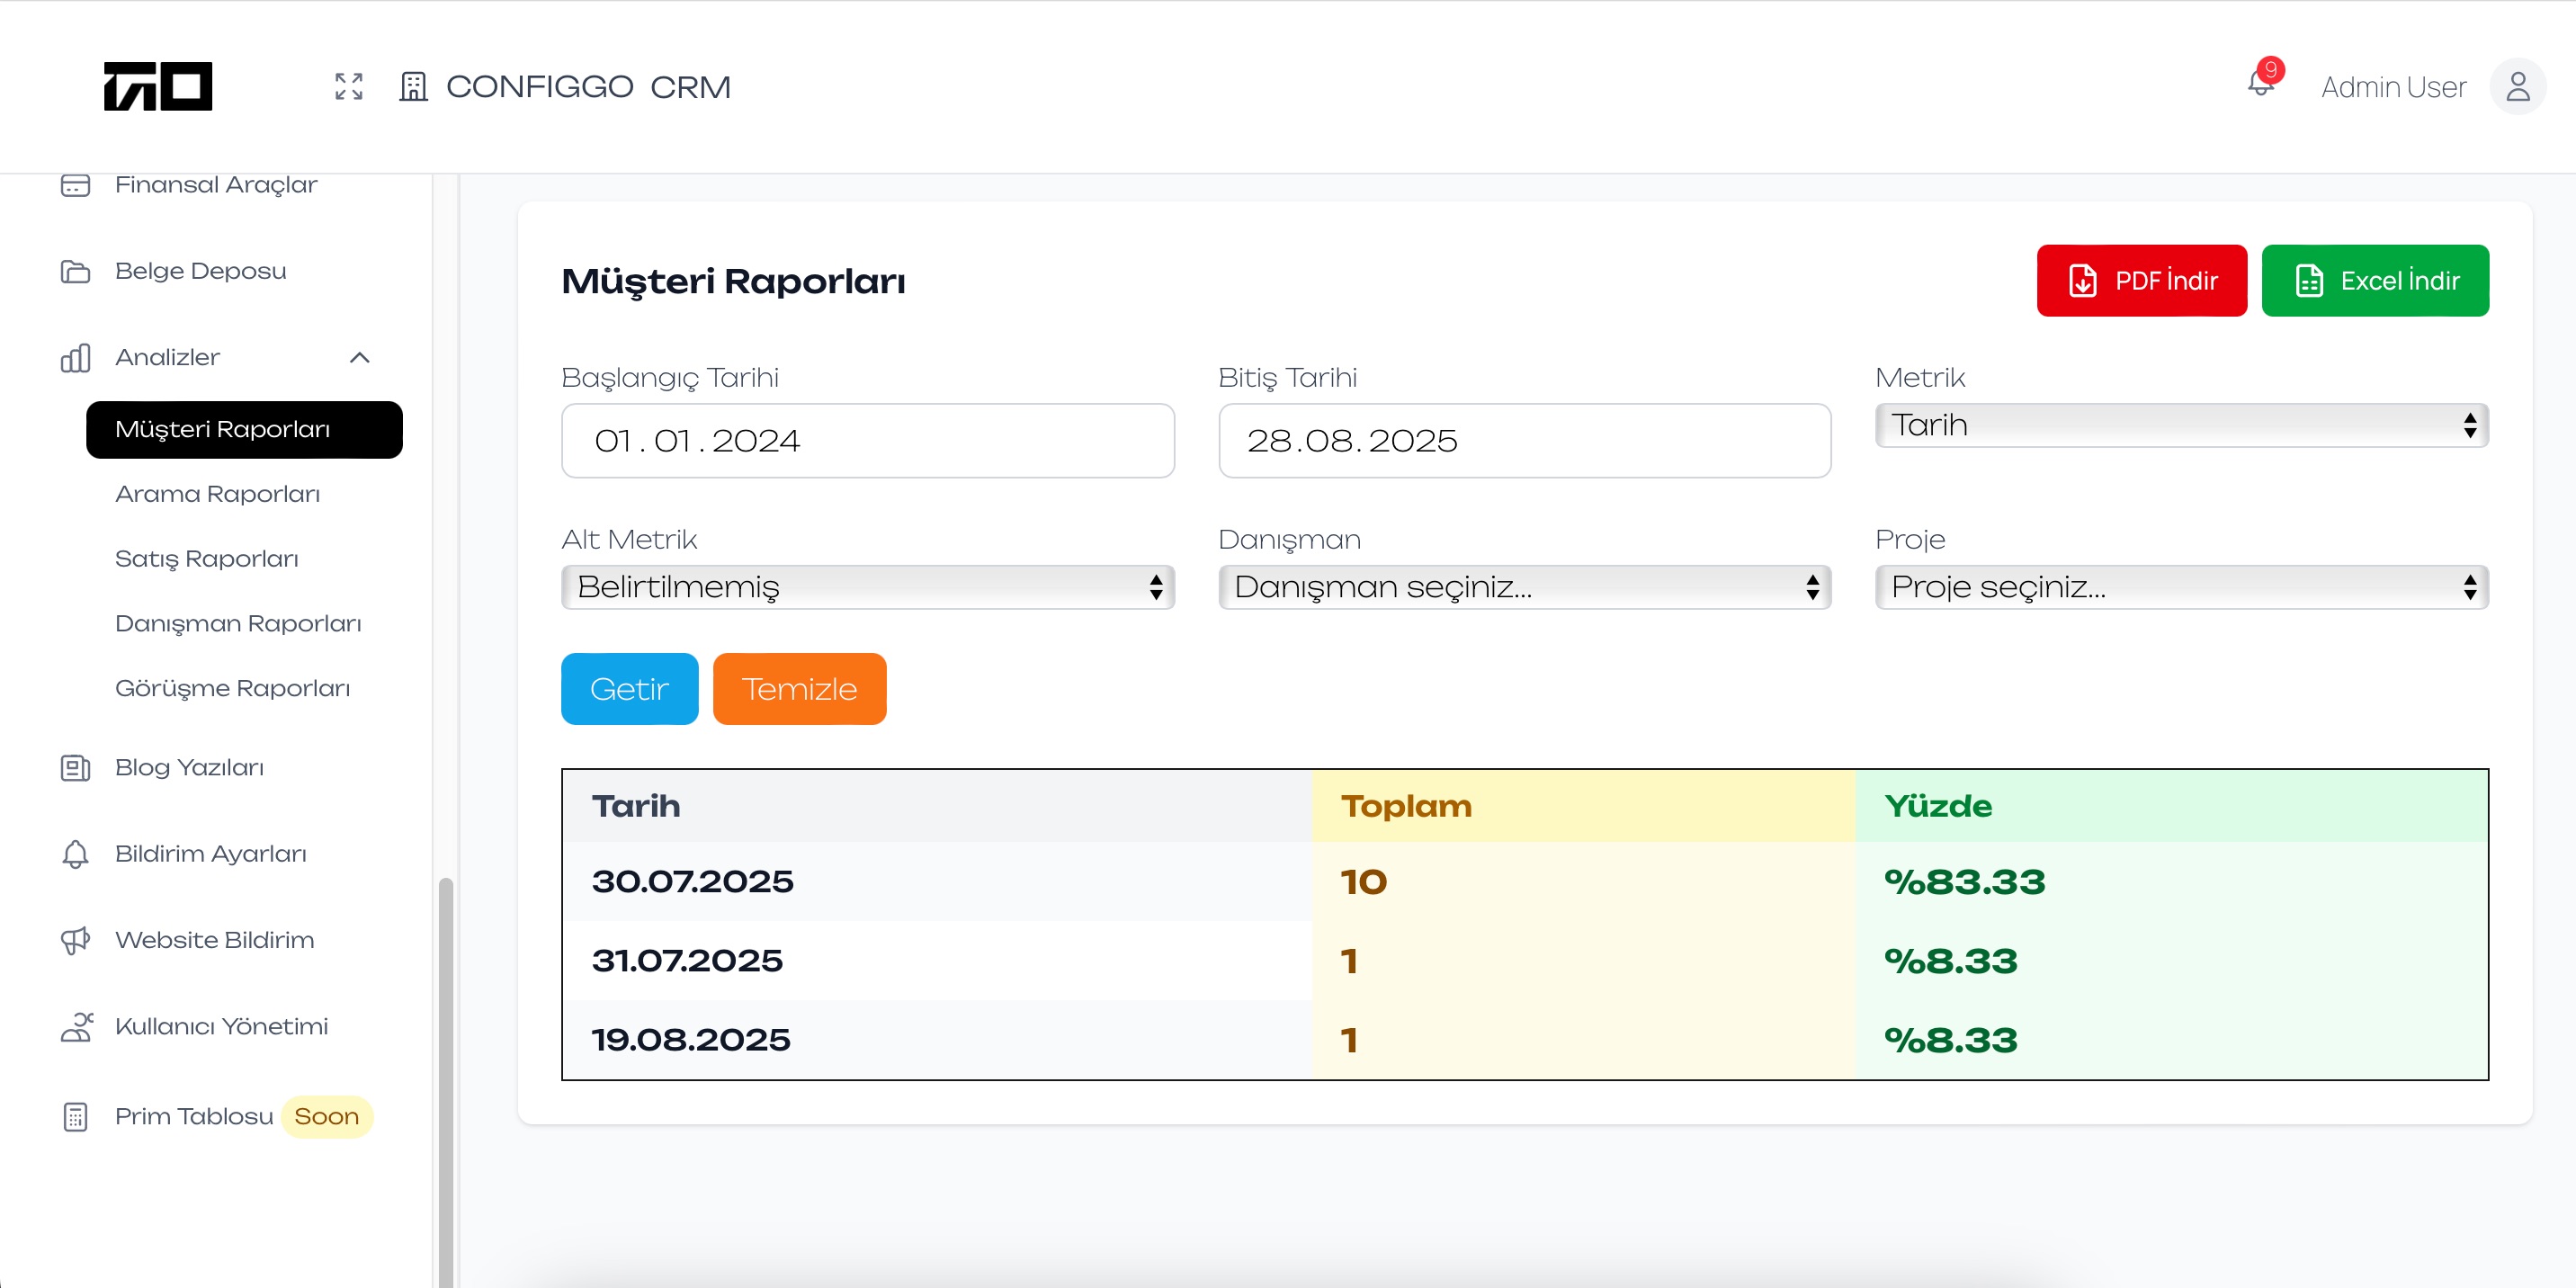 CONFIGGO CRM
9
Admin User
Finansal Araçlar
Belge Deposu
Analizler
Müşteri Raporları
Arama Raporları
Satış Raporları
Danışman Raporları
Görüşme Raporları
Blog Yazıları
Bildirim Ayarları
Website Bildirim
Kullanıcı Yönetimi
Prim Tablosu Soon
Müşteri Raporları
PDF İndir
Excel İndir
Başlangıç Tarihi
Bitiş Tarihi
Metrik
01.01.2024
28.08.2025
Tarih
Alt Metrik
Danışman
Proje
Belirtilmemiş
Danışman seçiniz...
Proje seçiniz...
Getir
Temizle
Tarih Toplam Yüzde
30.07.2025 10 %83.33
31.07.2025 1 %8.33
19.08.2025 1 %8.33